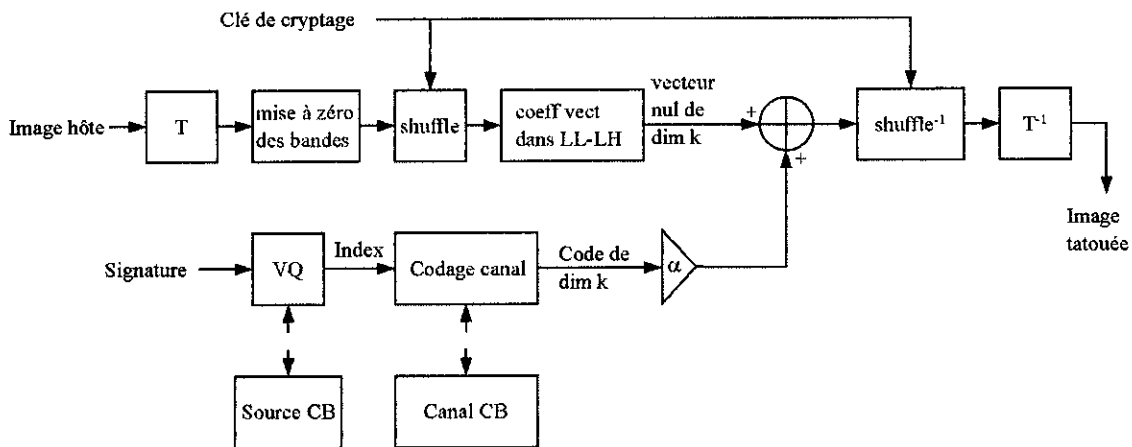 Clé de cryptage
Image hôte
T
mise à zéro
des bandes
shuffle
coeff vect
dans LL-LH
vecteur
nul de
dim k
+
+
shuffle-1
T-1
Image
tatouée
Signature
VQ
Index
Codage canal
Code de
dim k
α
Source CB
Canal CB